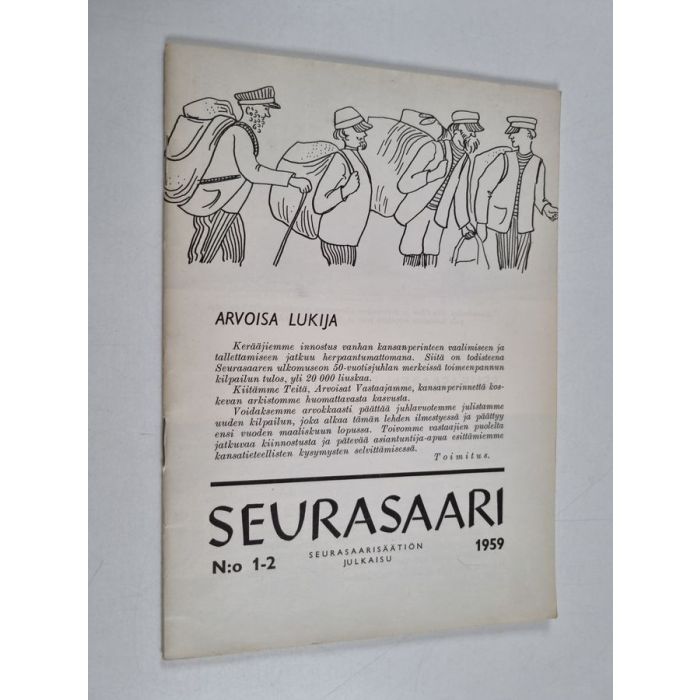 ARVOISA LUKIJA
Kerääjiemme innostus vanhan kansanperinteen vaalimiseen ja
tallettamiseen jatkuu herpaantumattomana. Siitä on todisteena
Seurasaaren ulkomuseon 50-vuotisjuhlan merkeissä toimeenpannun
kilpailun tulos, yli 20 000 liuskaa.
Kiitämme Teitä, Arvoisat Vastaajamme, kansanperinnettä kos-
kevan arkistomme huomattavasta kasvusta.
Voidaksemme arvokkaasti päättää juhlavuotemme julistamme
uuden kilpailun, joka alkaa tämän lehden ilmestyessä ja päättyy
ensi vuoden maaliskuun lopussa. Toivomme vastaajien puolelta
jatkuvaa kiinnostusta ja pätevää asiantuntija-apua esittämiemme
kansatieteellisten kysymysten selvittämisessä.
Toimitus.
SEURASAARI
N:o 1-2
SEURASAARISÄÄTIÖN
JULKAISU
1959